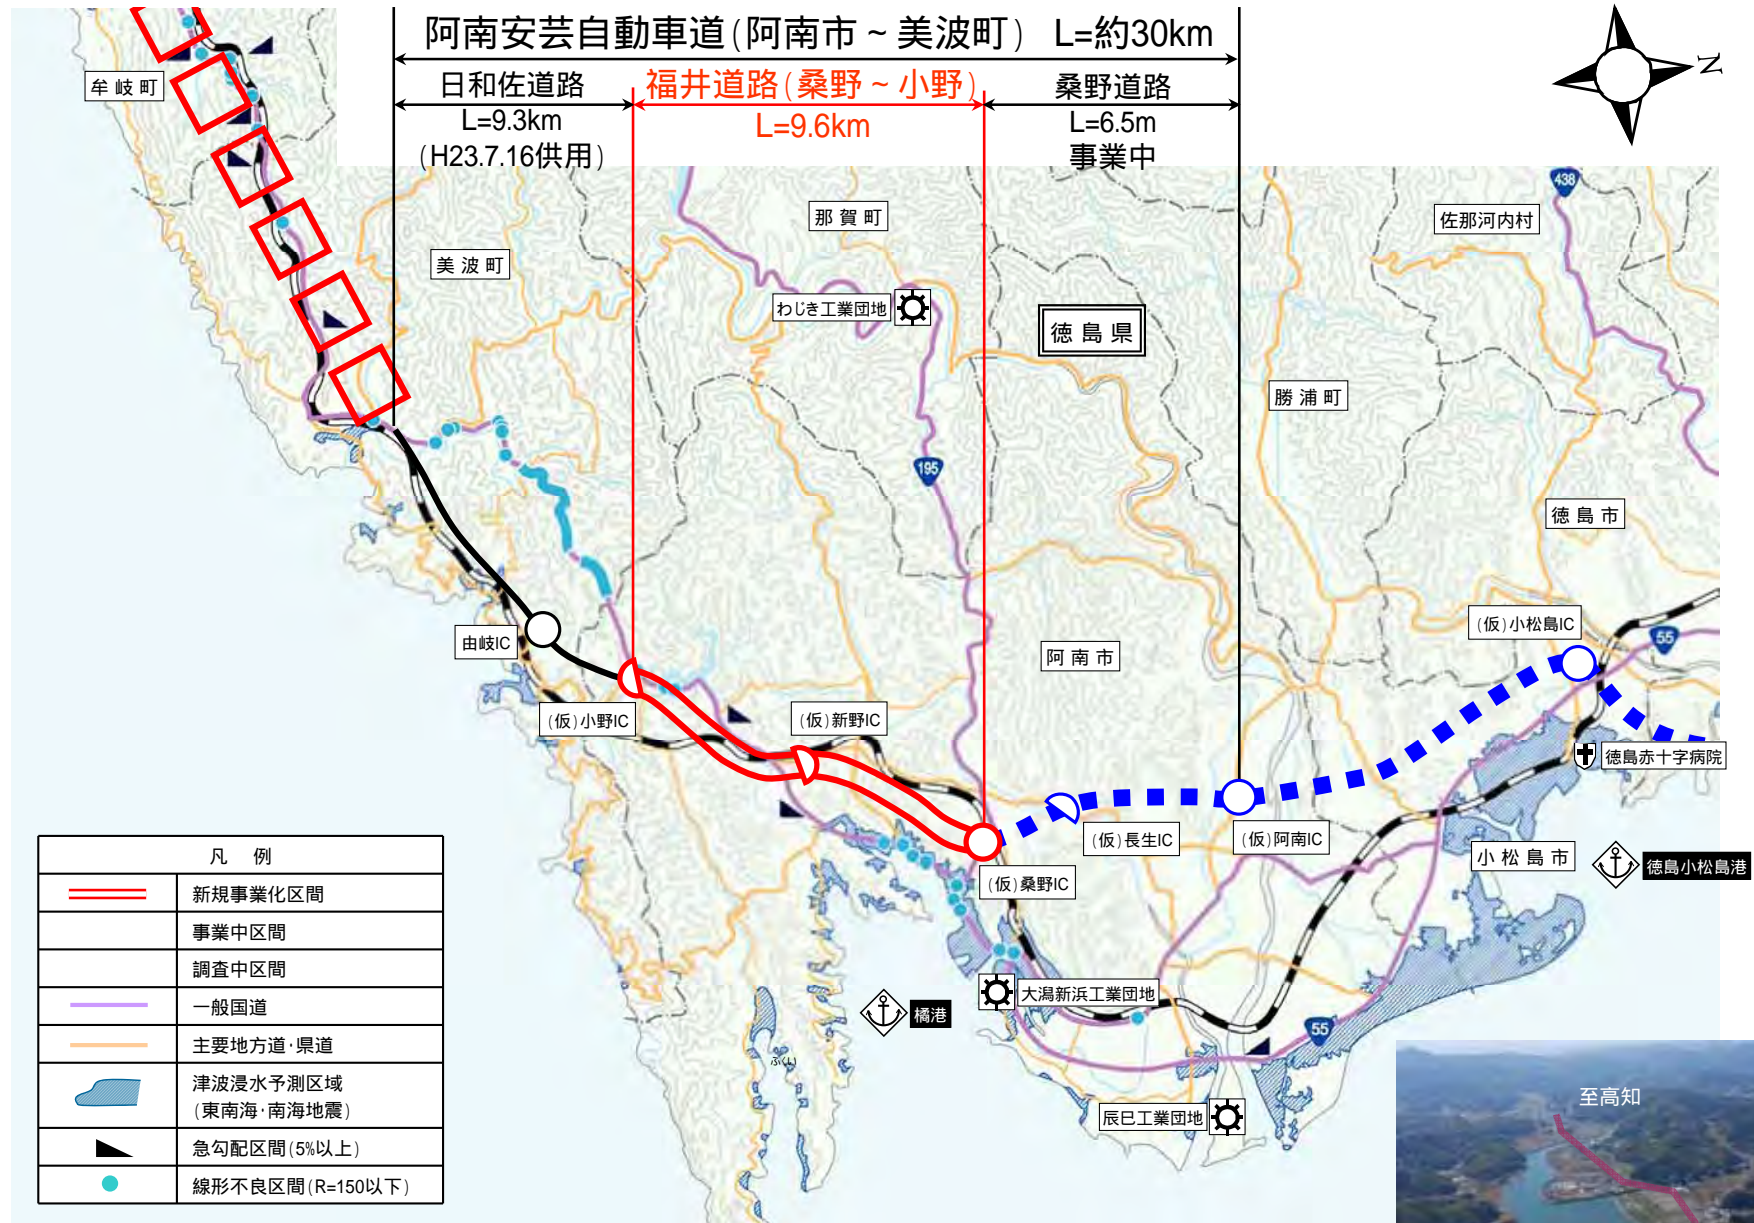 阿南安芸自動車道(阿南市～美波町) L=約30km
日和佐道路
L=9.3km
(H23.7.16供用)
福井道路(桑野～小野)
L=9.6km
桑野道路
L=6.5m
事業中
N
牟岐町
美波町
那賀町
わじき工業団地
徳島県
佐那河内村
438
勝浦町
195
徳島市
(仮)小松島IC
55
由岐IC
阿南市
(仮)小野IC
(仮)新野IC
徳島赤十字病院
(仮)長生IC
(仮)阿南IC
小松島市
徳島小松島港
(仮)桑野IC
大潟新浜工業団地
橘港
55
ふくい
辰巳工業団地
至高知
凡 例
新規事業化区間
事業中区間
調査中区間
一般国道
主要地方道・県道
津波浸水予測区域
(東南海・南海地震)
急勾配区間(5%以上)
線形不良区間(R=150以下)